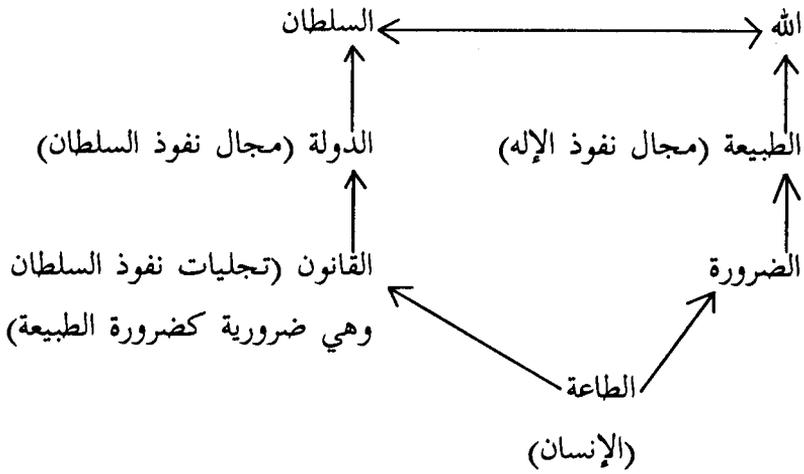 الله
السلطان
الطبيعة (مجال نفوذ الإله)
الدولة (مجال نفوذ السلطان)
الضرورة
القانون (تجليات نفوذ السلطان
وهي ضرورية كضرورة الطبيعة)
الطاعة
(الإنسان)